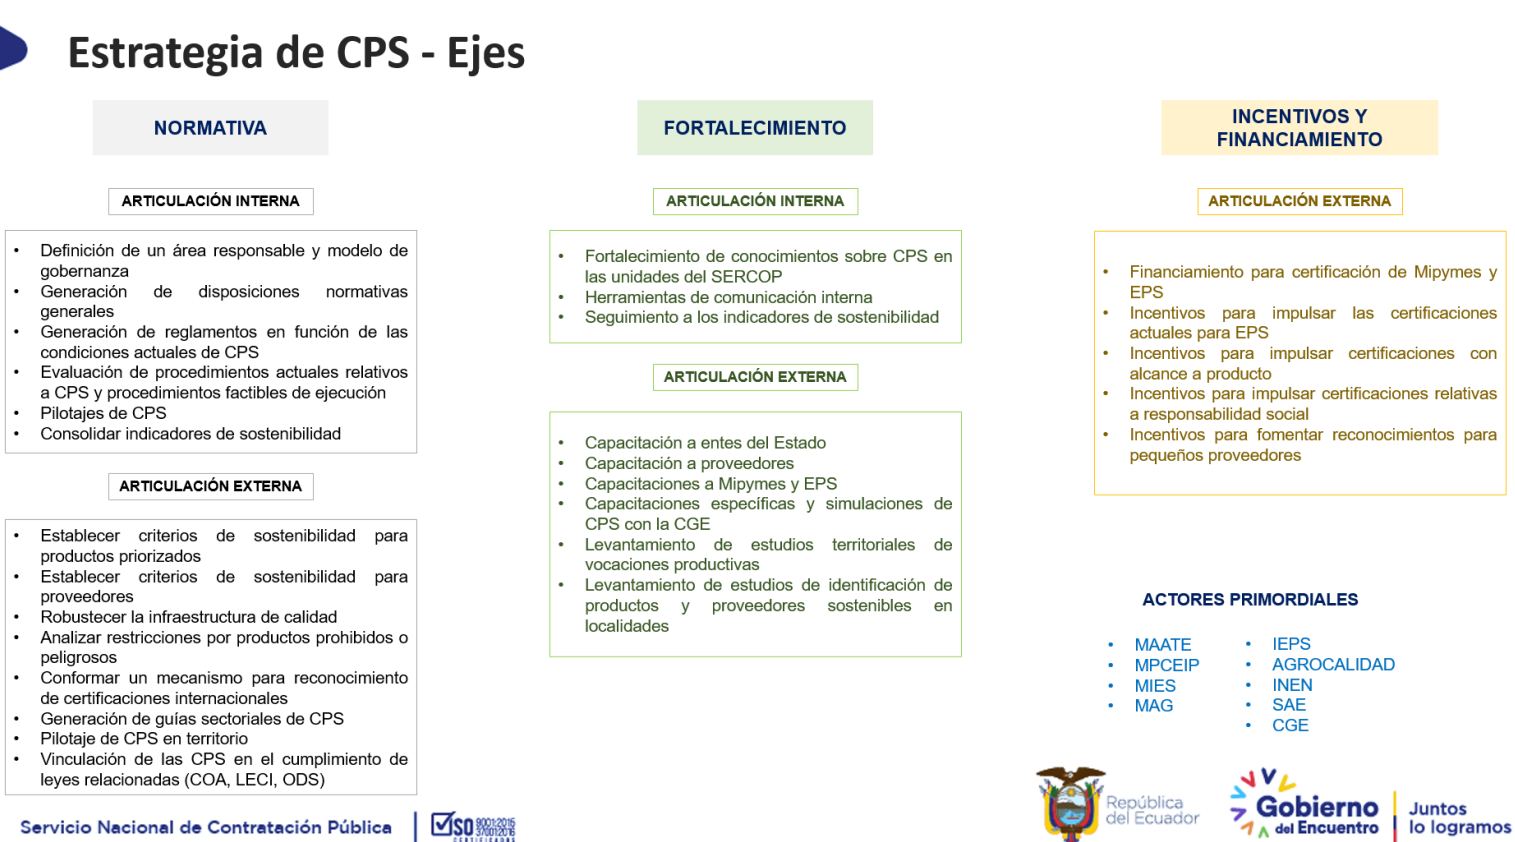 Estrategia de CPS - Ejes
NORMATIVA
ARTICULACIÓN INTERNA
• Definición de un área responsable y modelo de
gobernanza
• Generación de disposiciones normativas
generales
• Generación de reglamentos en función de las
condiciones actuales de CPS
• Evaluación de procedimientos actuales relativos
a CPS y procedimientos factibles de ejecución
• Pilotajes de CPS
• Consolidar indicadores de sostenibilidad
ARTICULACIÓN EXTERNA
• Establecer criterios de sostenibilidad para
productos priorizados
• Establecer criterios de sostenibilidad para
proveedores
• Robustecer la infraestructura de calidad
• Analizar restricciones por productos prohibidos o
peligrosos
• Conformar un mecanismo para reconocimiento
de certificaciones internacionales
• Generación de guías sectoriales de CPS
• Pilotaje de CPS en territorio
• Vinculación de las CPS en el cumplimiento de
leyes relacionadas (COA, LECI, ODS)
FORTALECIMIENTO
ARTICULACIÓN INTERNA
• Fortalecimiento de conocimientos sobre CPS en
las unidades del SERCOP
• Herramientas de comunicación interna
• Seguimiento a los indicadores de sostenibilidad
ARTICULACIÓN EXTERNA
• Capacitación a entes del Estado
• Capacitación a proveedores
• Capacitaciones a Mipymes y EPS
• Capacitaciones específicas y simulaciones de
CPS con la CGE
• Levantamiento de estudios territoriales de
vocaciones productivas
• Levantamiento de estudios de identificación de
productos y proveedores sostenibles en
localidades
INCENTIVOS Y
FINANCIAMIENTO
ARTICULACIÓN EXTERNA
• Financiamiento para certificación de Mipymes y
EPS
• Incentivos para impulsar las certificaciones
actuales para EPS
• Incentivos para impulsar certificaciones con
alcance a producto
• Incentivos para impulsar certificaciones relativas
a responsabilidad social
• Incentivos para fomentar reconocimientos para
pequeños proveedores
ACTORES PRIMORDIALES
• MAATE
• MPCEIP
• MIES
• MAG
• IEPS
• AGROCALIDAD
• INEN
• SAE
• CGE
Servicio Nacional de Contratación Pública
ISO 9001:2015
37001:2016
CERTIFICADOS
República
del Ecuador
Gobierno
del Encuentro
Juntos
lo logramos